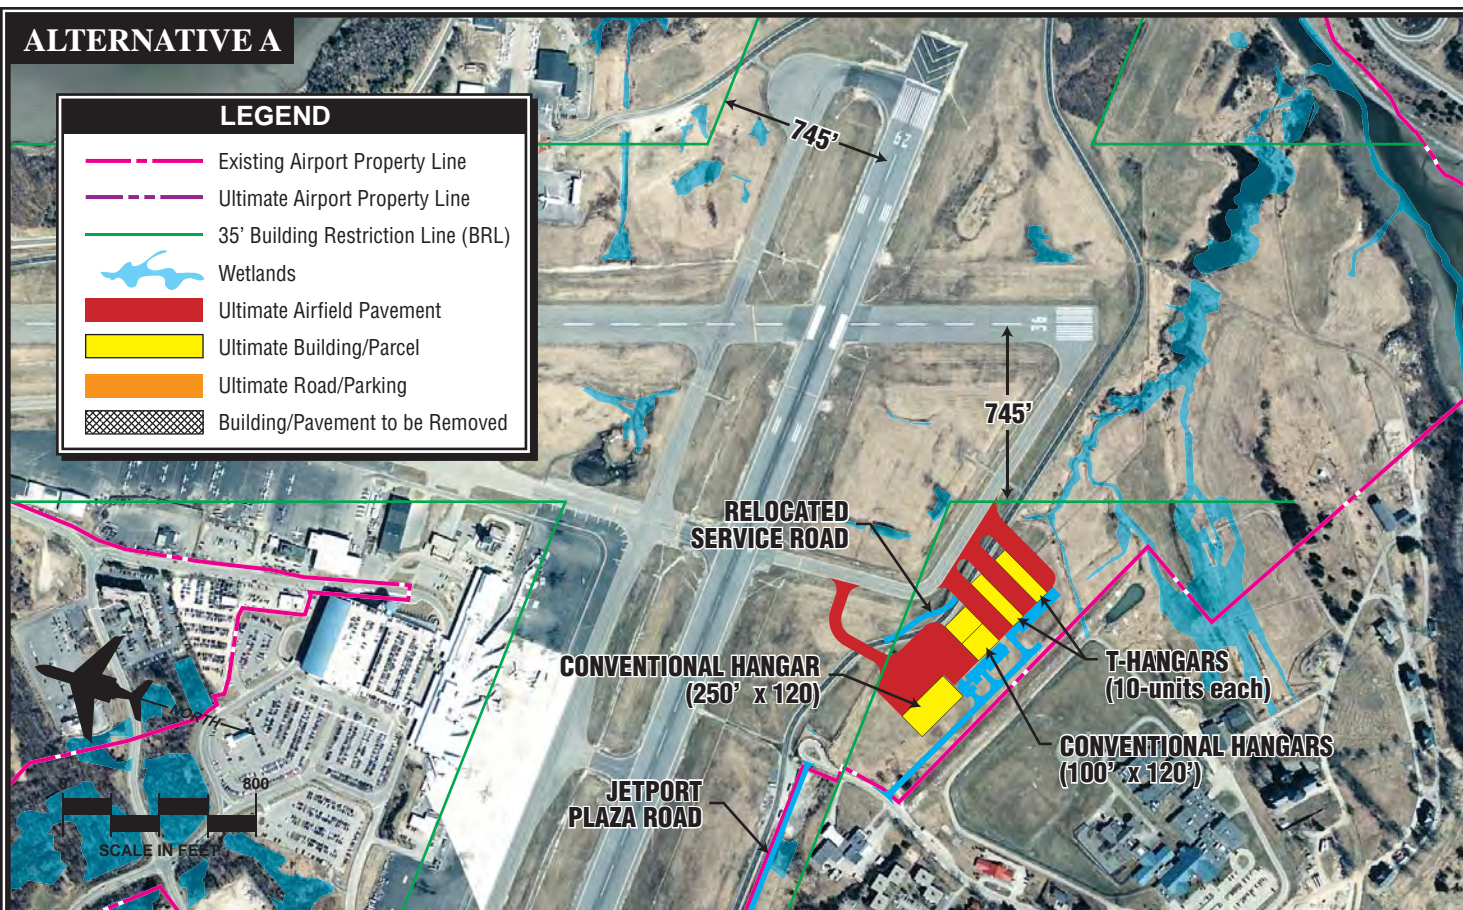 ALTERNATIVE A
LEGEND
Existing Airport Property Line
Ultimate Airport Property Line
35' Building Restriction Line (BRL)
Wetlands
Ultimate Airfield Pavement
Ultimate Building/Parcel
Ultimate Road/Parking
Building/Pavement to be Removed
745'
29
36
745'
RELOCATED
SERVICE ROAD
CONVENTIONAL HANGAR
(250' x 120)
T-HANGARS
(10-units each)
CONVENTIONAL HANGARS
(100' x 120')
JETPORT
PLAZA ROAD
NORTH
0
800
SCALE IN FEET